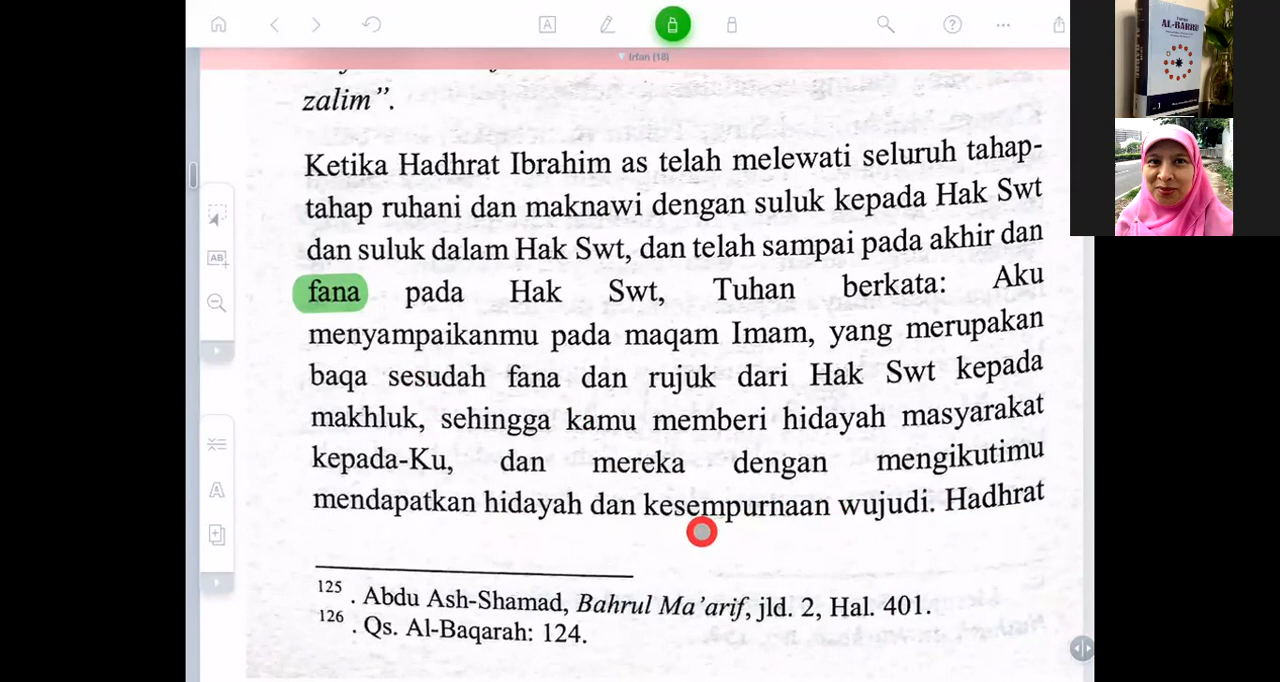 Irfan (18)
zalim”.
Ketika Hadhrat Ibrahim as telah melewati seluruh tahap-
tahap ruhani dan maknawi dengan suluk kepada Hak Swt
dan suluk dalam Hak Swt, dan telah sampai pada akhir dan
fana pada Hak Swt, Tuhan berkata: Aku
menyampaikanmu pada maqam Imam, yang merupakan
baqa sesudah fana dan rujuk dari Hak Swt kepada
makhluk, sehingga kamu memberi hidayah masyarakat
kepada-Ku, dan mereka dengan mengikutimu
mendapatkan hidayah dan kesempurnaan wujudi. Hadhrat
125 . Abdu Ash-Shamad, Bahrul Ma’arif, jld. 2, Hal. 401.
126 . Qs. Al-Baqarah: 124.
A
AB
A
AL-BARRU